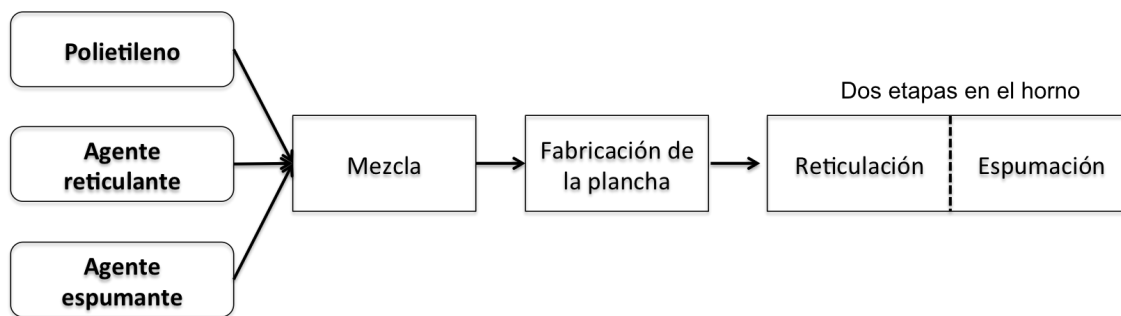 Polietileno
Agente
reticulante
Agente
espumante
Mezcla
Fabricación de
la plancha
Dos etapas en el horno
Reticulación
Espumación